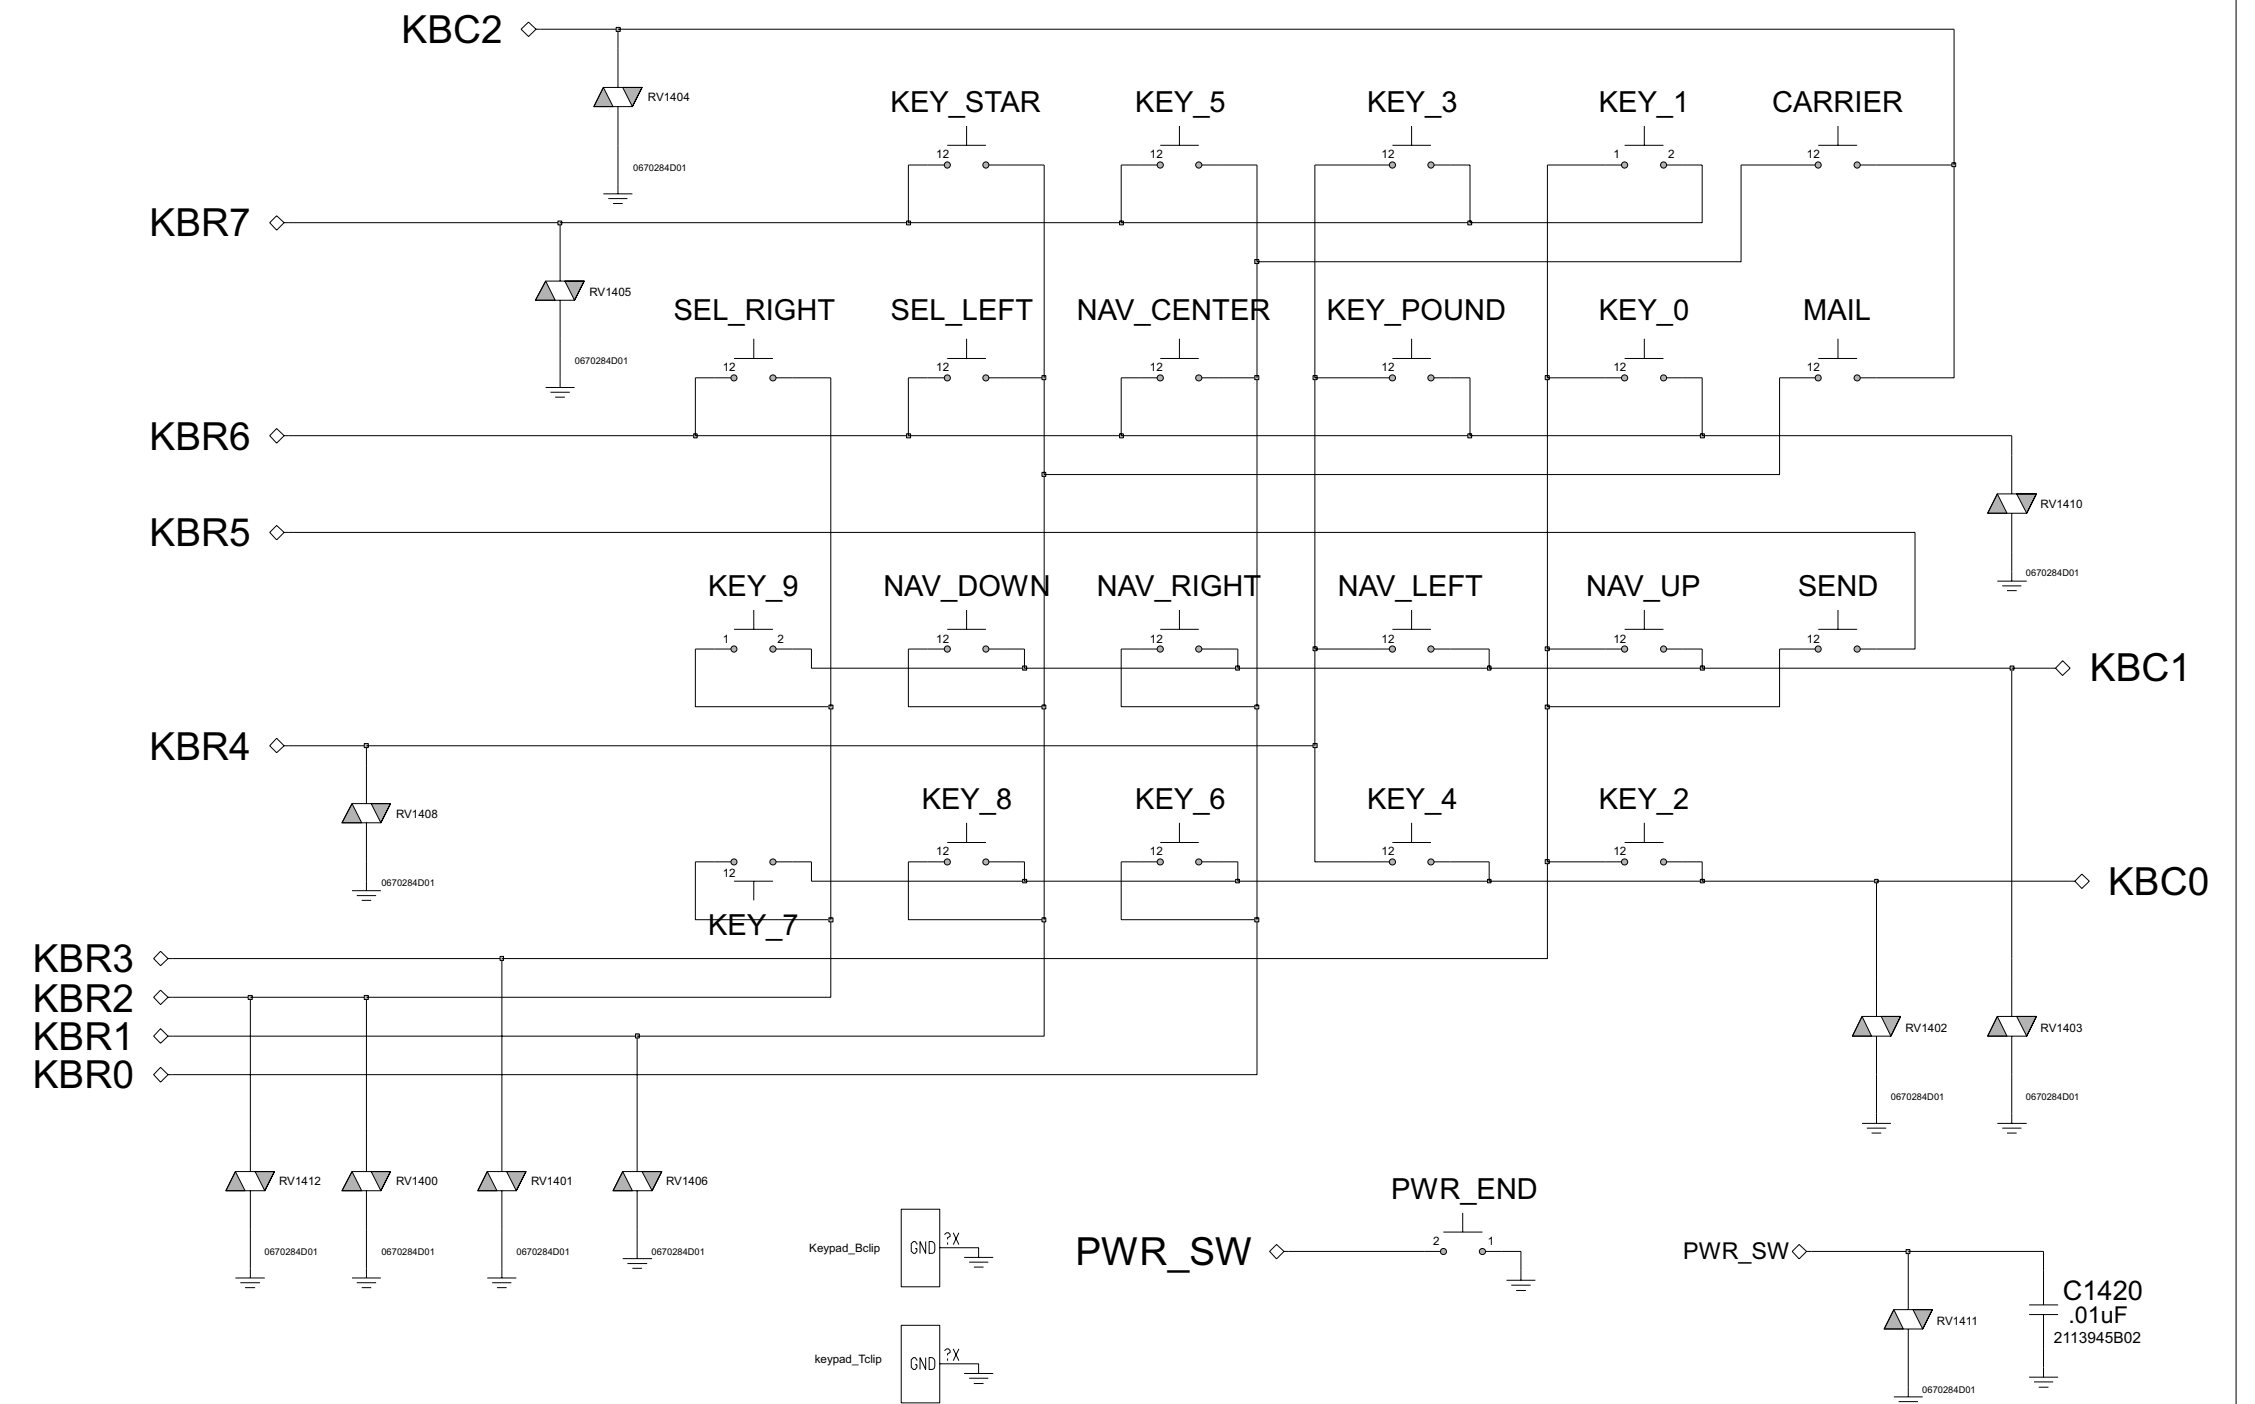 KBC2
RV1404
0670284D01
KEY_STAR KEY_5 KEY_3 KEY_1 CARRIER
12 12 12 1 2 12
KBR7
RV1405
0670284D01
SEL_RIGHT SEL_LEFT NAV_CENTER KEY_POUND KEY_0 MAIL
12 12 12 12 12 12
KBR6
RV1410
0670284D01
KBR5
KEY_9 NAV_DOWN NAV_RIGHT NAV_LEFT NAV_UP SEND
1 2 12 12 12 12 12
KBC1
KBR4
RV1408
0670284D01
KEY_8 KEY_6 KEY_4 KEY_2
12 12 12 12
12
KEY_7
KBC0
KBR3
KBR2
KBR1
KBR0
RV1402 RV1403
0670284D01 0670284D01
RV1412 RV1400 RV1401 RV1406
0670284D01 0670284D01 0670284D01 0670284D01
Keypad_Bclip GND ?X
keypad_Tclip GND ?X
PWR_END
PWR_SW 2 1
PWR_SW
RV1411
0670284D01
C1420
.01uF
2113945B02